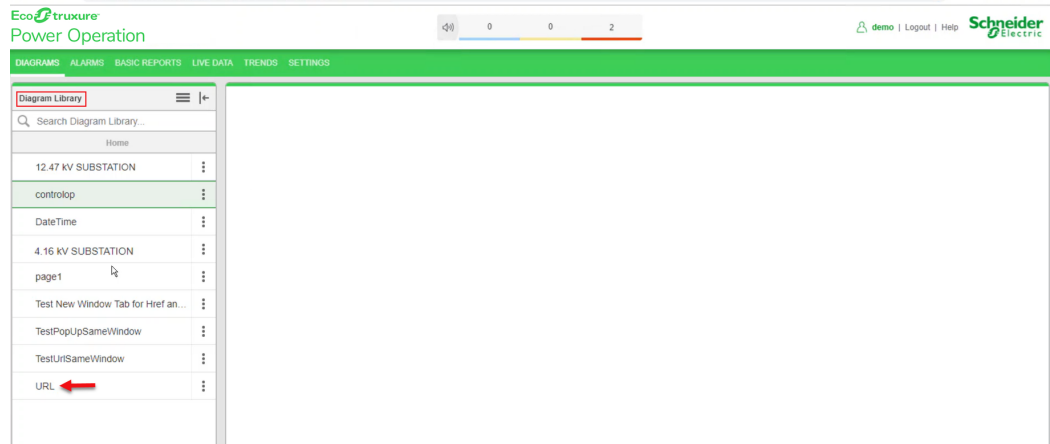 EcoStruxure
Power Operation
0 0 2
demo | Logout | Help
Schneider
Electric
DIAGRAMS ALARMS BASIC REPORTS LIVE DATA TRENDS SETTINGS
Diagram Library
Search Diagram Library...
Home
12.47 kV SUBSTATION
controlop
DateTime
4.16 kV SUBSTATION
page1
Test New Window Tab for Href an...
TestPopUpSameWindow
TestUrlSameWindow
URL